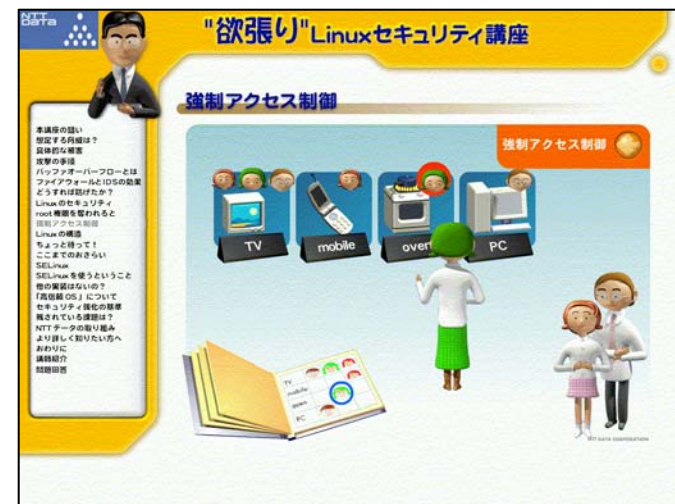 NTT
Data
"欲張り"Linuxセキュリティ講座
強制アクセス制御
本講座の狙い
想定する脅威は？
具体的な被害
攻撃の手順
バッファオーバーフローとは
ファイアウォールとIDSの効果
どうすれば防げたか？
Linuxのセキュリティ
root権限を奪われると
強制アクセス制御
Linuxの構造
ちょっと待って！
ここまでのおさらい
SELinux
SELinuxを使うということ
他の実装はないの？
「高信頼OS」について
セキュリティ強化の基準
残されている課題は？
NTTデータの取り組み
より詳しく知りたい方へ
おわりに
講師紹介
問題回答
強制アクセス制御
TV
mobile
oven
PC
TV
mobile
oven
PC
NTT DATA CORPORATION